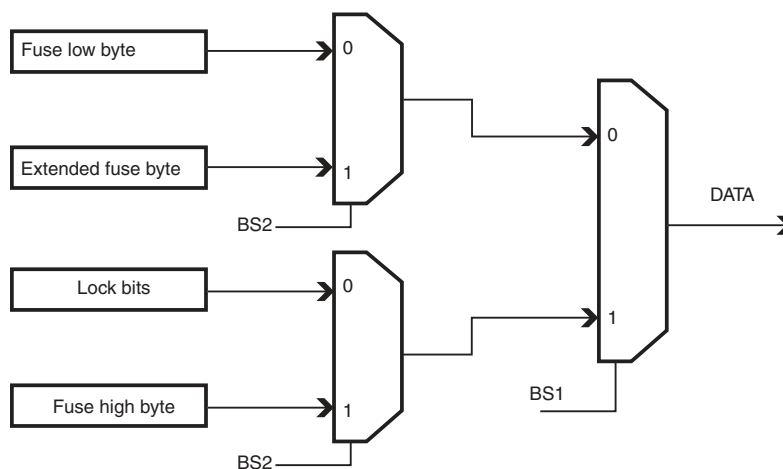 Fuse low byte
0
Extended fuse byte
1
BS2
0
1
DATA
Lock bits
0
Fuse high byte
1
BS2
BS1